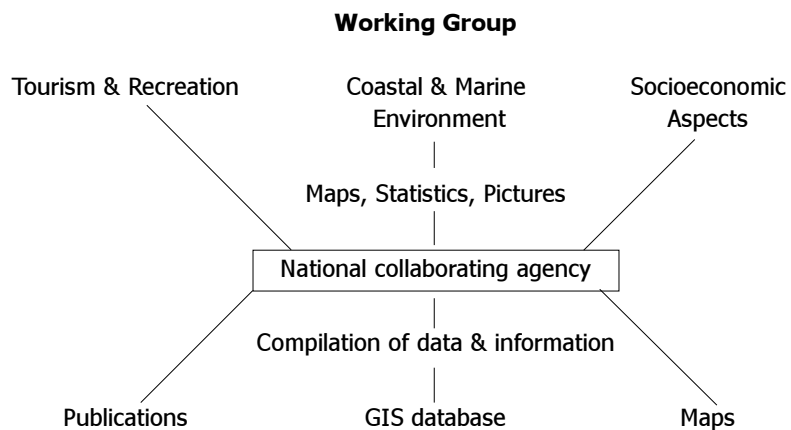 Working Group
Tourism & Recreation
Coastal & Marine
Environment
Socioeconomic
Aspects
Maps, Statistics, Pictures
National collaborating agency
Compilation of data & information
Publications
GIS database
Maps